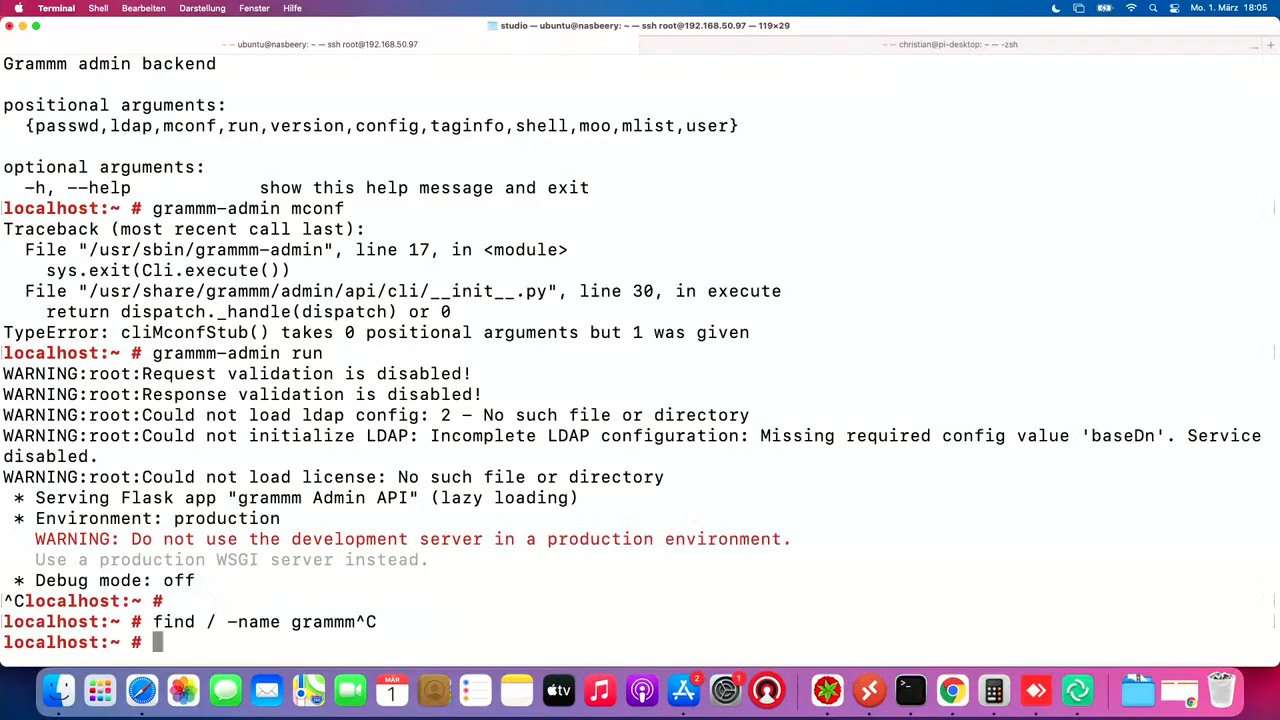 Terminal Shell Bearbeiten Darstellung Fenster Hilfe Mo. 1. März 18:05
studio — ubuntu@nasbeery: ~ — ssh root@192.168.50.97 — 119×29
~ — ubuntu@nasbeery: ~ — ssh root@192.168.50.97 ~ — christian@pi-desktop: ~ — -zsh ... +
Grammm admin backend
positional arguments:
{passwd,ldap,mconf,run,version,config,taginfo,shell,moo,mlist,user}
optional arguments:
-h, --help show this help message and exit
localhost:~ # grammm-admin mconf
Traceback (most recent call last):
File "/usr/sbin/grammm-admin", line 17, in <module>
sys.exit(Cli.execute())
File "/usr/share/grammm/admin/api/cli/__init__.py", line 30, in execute
return dispatch._handle(dispatch) or 0
TypeError: cliMconfStub() takes 0 positional arguments but 1 was given
localhost:~ # grammm-admin run
WARNING:root:Request validation is disabled!
WARNING:root:Response validation is disabled!
WARNING:root:Could not load ldap config: 2 - No such file or directory
WARNING:root:Could not initialize LDAP: Incomplete LDAP configuration: Missing required config value 'baseDn'. Service
disabled.
WARNING:root:Could not load license: No such file or directory
* Serving Flask app "grammm Admin API" (lazy loading)
* Environment: production
WARNING: Do not use the development server in a production environment.
Use a production WSGI server instead.
* Debug mode: off
^Clocalhost:~ #
localhost:~ # find / -name grammm^C
localhost:~ #
MÄR
1
tv
2
1